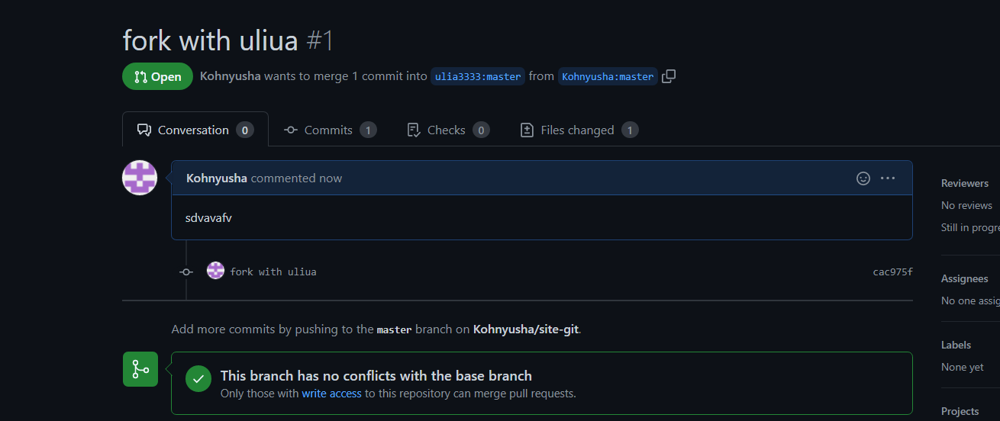 fork with uliua #1
Open Kohnyusha wants to merge 1 commit into ulia3333:master from Kohnyusha:master
Conversation 0 Commits 1 Checks 0 Files changed 1
Kohnyusha commented now
sdvavafv
fork with uliua cac975f
Add more commits by pushing to the master branch on Kohnyusha/site-git.
This branch has no conflicts with the base branch
Only those with write access to this repository can merge pull requests.
Reviewers
No reviews
Still in progre
Assignees
No one assig
Labels
None yet
Projects